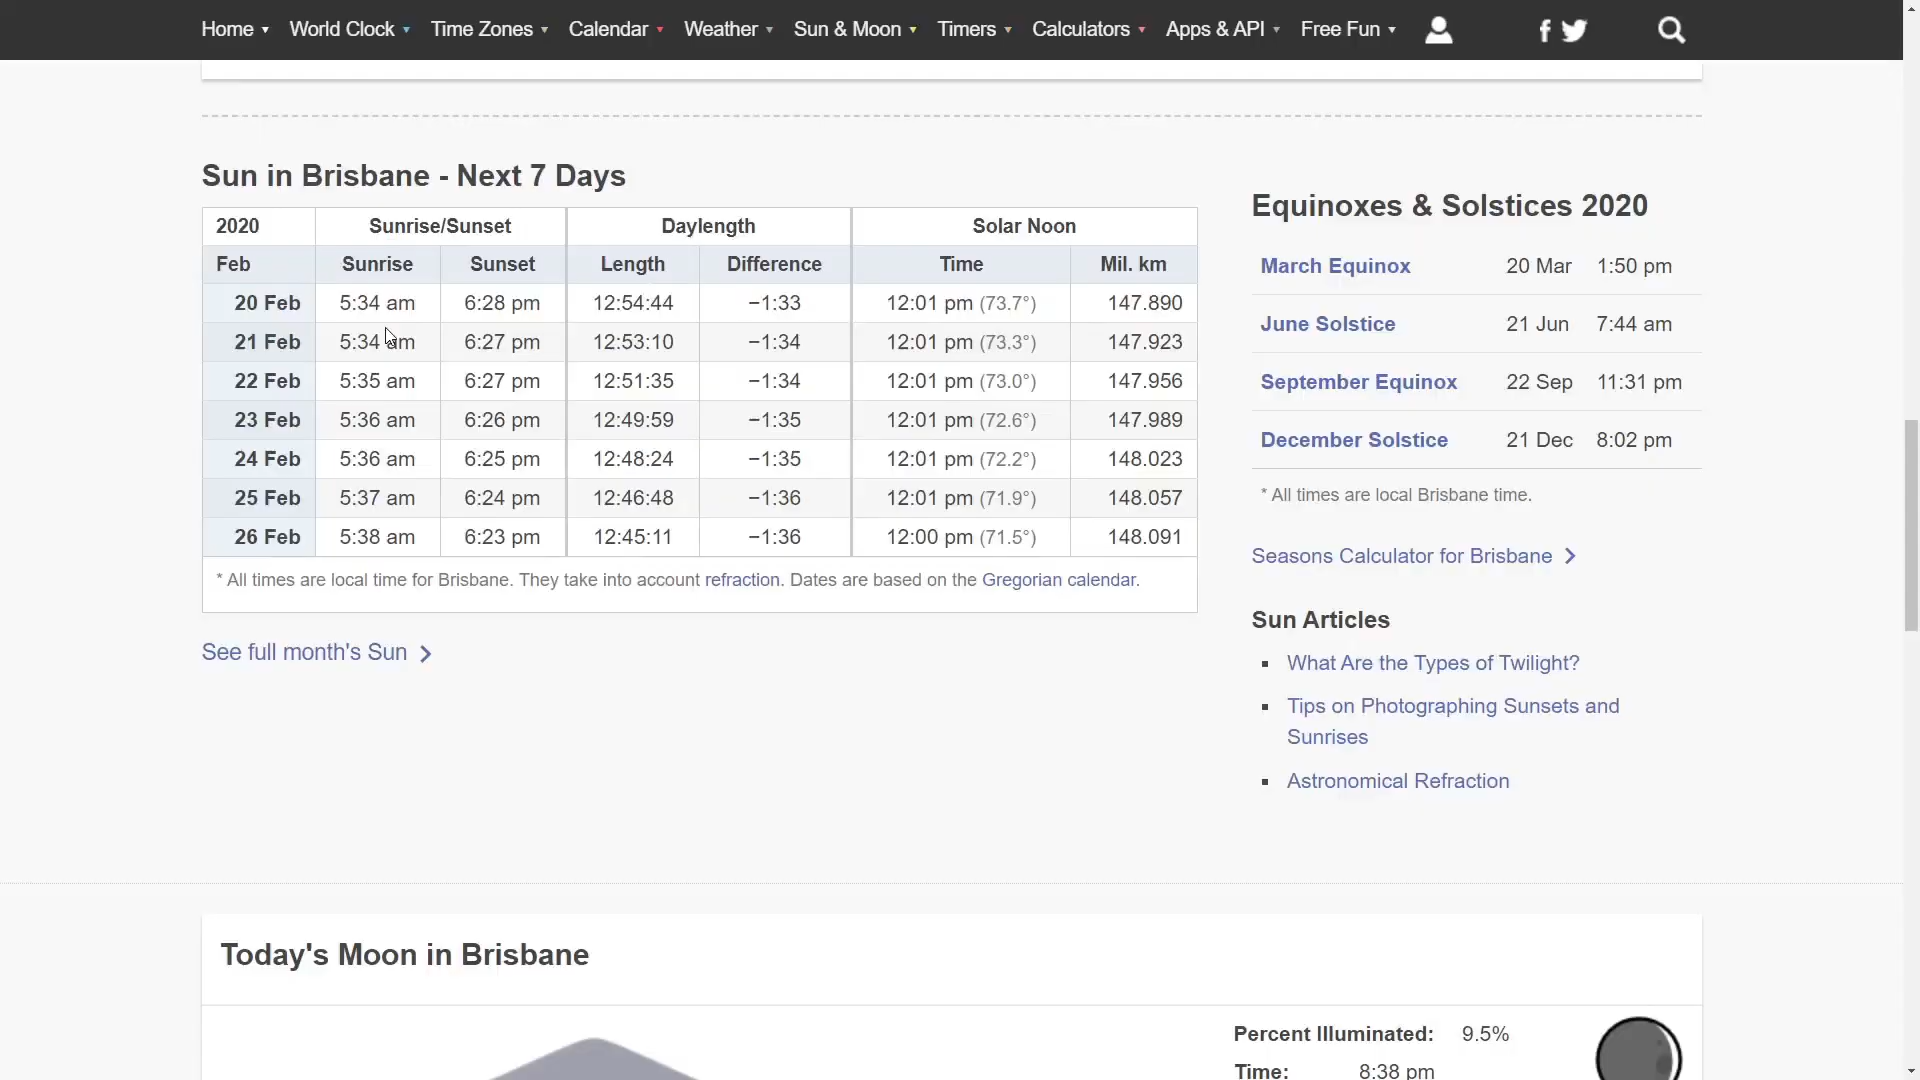 Home World Clock Time Zones Calendar Weather Sun & Moon Timers Calculators Apps & API Free Fun
Sun in Brisbane - Next 7 Days
2020 Sunrise/Sunset Daylength Solar Noon
Feb Sunrise Sunset Length Difference Time Mil. km
20 Feb 5:34 am 6:28 pm 12:54:44 −1:33 12:01 pm (73.7°) 147.890
21 Feb 5:34 am 6:27 pm 12:53:10 −1:34 12:01 pm (73.3°) 147.923
22 Feb 5:35 am 6:27 pm 12:51:35 −1:34 12:01 pm (73.0°) 147.956
23 Feb 5:36 am 6:26 pm 12:49:59 −1:35 12:01 pm (72.6°) 147.989
24 Feb 5:36 am 6:25 pm 12:48:24 −1:35 12:01 pm (72.2°) 148.023
25 Feb 5:37 am 6:24 pm 12:46:48 −1:36 12:01 pm (71.9°) 148.057
26 Feb 5:38 am 6:23 pm 12:45:11 −1:36 12:00 pm (71.5°) 148.091
* All times are local time for Brisbane. They take into account refraction. Dates are based on the Gregorian calendar.
See full month's Sun
Equinoxes & Solstices 2020
March Equinox 20 Mar 1:50 pm
June Solstice 21 Jun 7:44 am
September Equinox 22 Sep 11:31 pm
December Solstice 21 Dec 8:02 pm
* All times are local Brisbane time.
Seasons Calculator for Brisbane
Sun Articles
What Are the Types of Twilight?
Tips on Photographing Sunsets and
Sunrises
Astronomical Refraction
Today's Moon in Brisbane
Percent Illuminated: 9.5%
Time: 8:38 pm